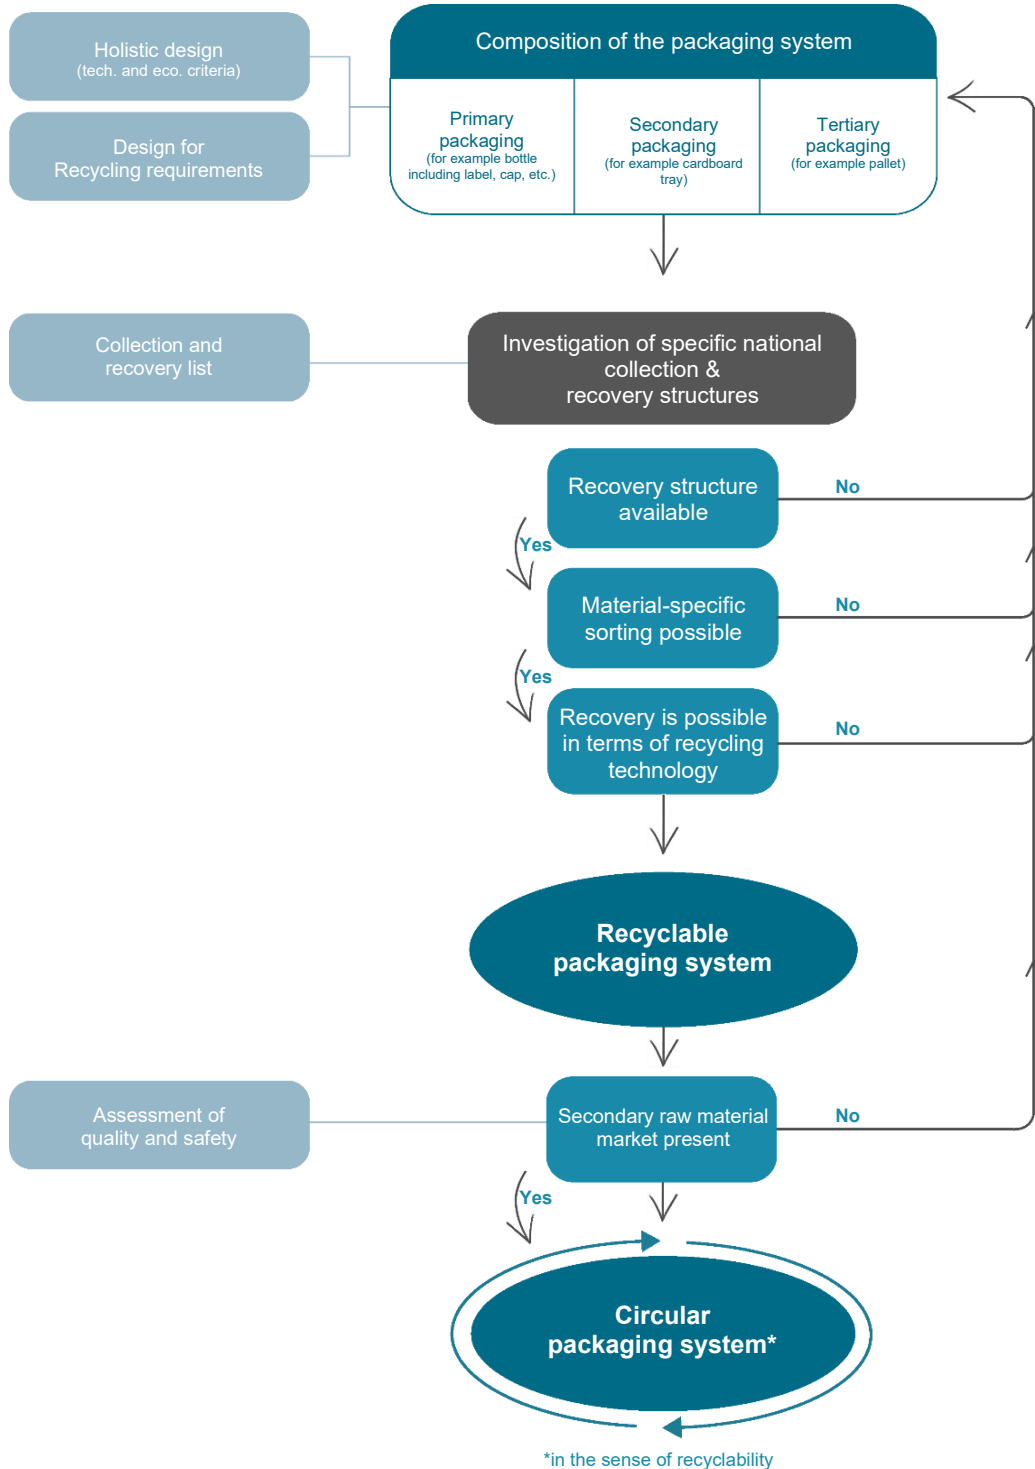 Holistic design
(tech. and eco. criteria)
Design for
Recycling requirements
Composition of the packaging system
Primary
packaging
(for example bottle
including label, cap, etc.)
Secondary
packaging
(for example cardboard
tray)
Tertiary
packaging
(for example pallet)
Collection and
recovery list
Investigation of specific national
collection &
recovery structures
Recovery structure
available
No
Yes
Material-specific
sorting possible
No
Yes
Recovery is possible
in terms of recycling
technology
No
Recyclable
packaging system
Assessment of
quality and safety
Secondary raw material
market present
No
Yes
Circular
packaging system*
*in the sense of recyclability